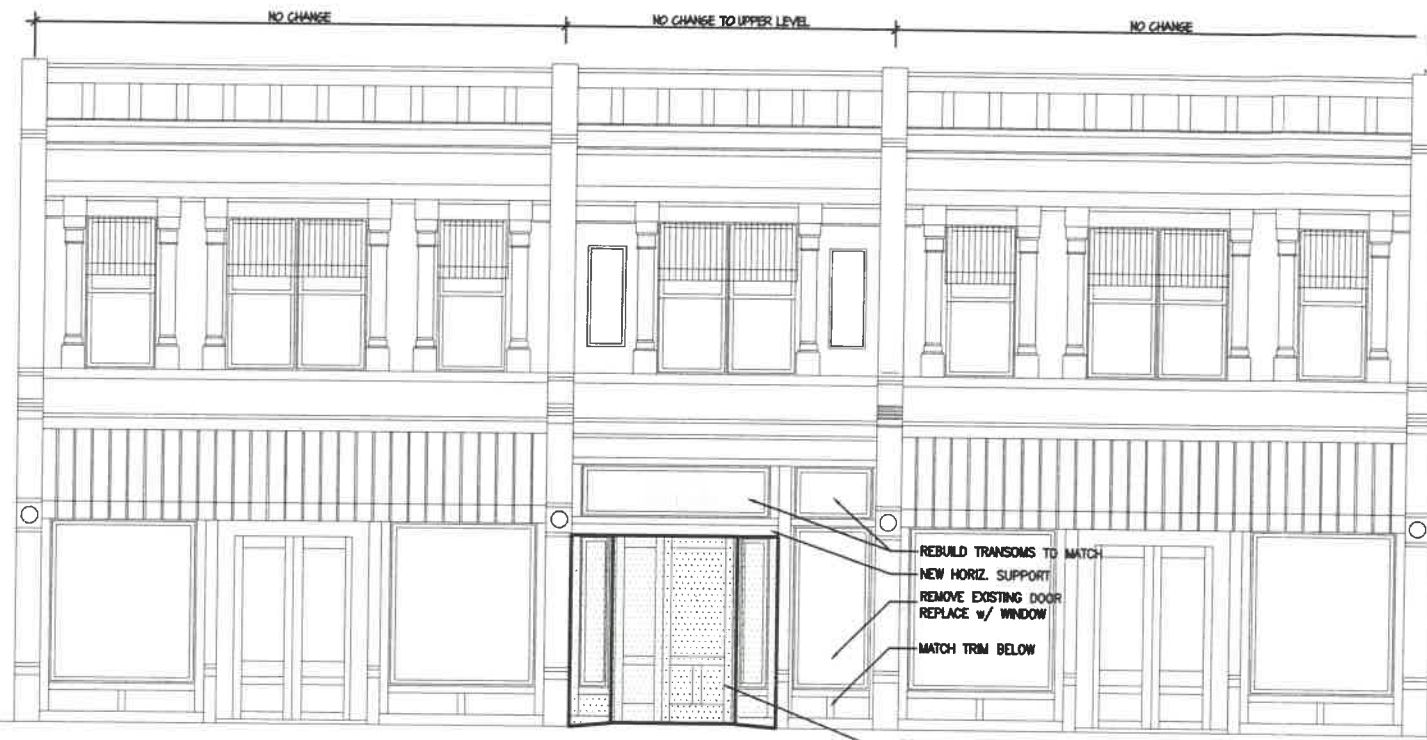 NO CHANGE
NO CHANGE TO UPPER LEVEL
NO CHANGE
REBUILD TRANSOMS TO MATCH
NEW HORIZ. SUPPORT
REMOVE EXISTING DOOR
REPLACE w/ WINDOW
MATCH TRIM BELOW